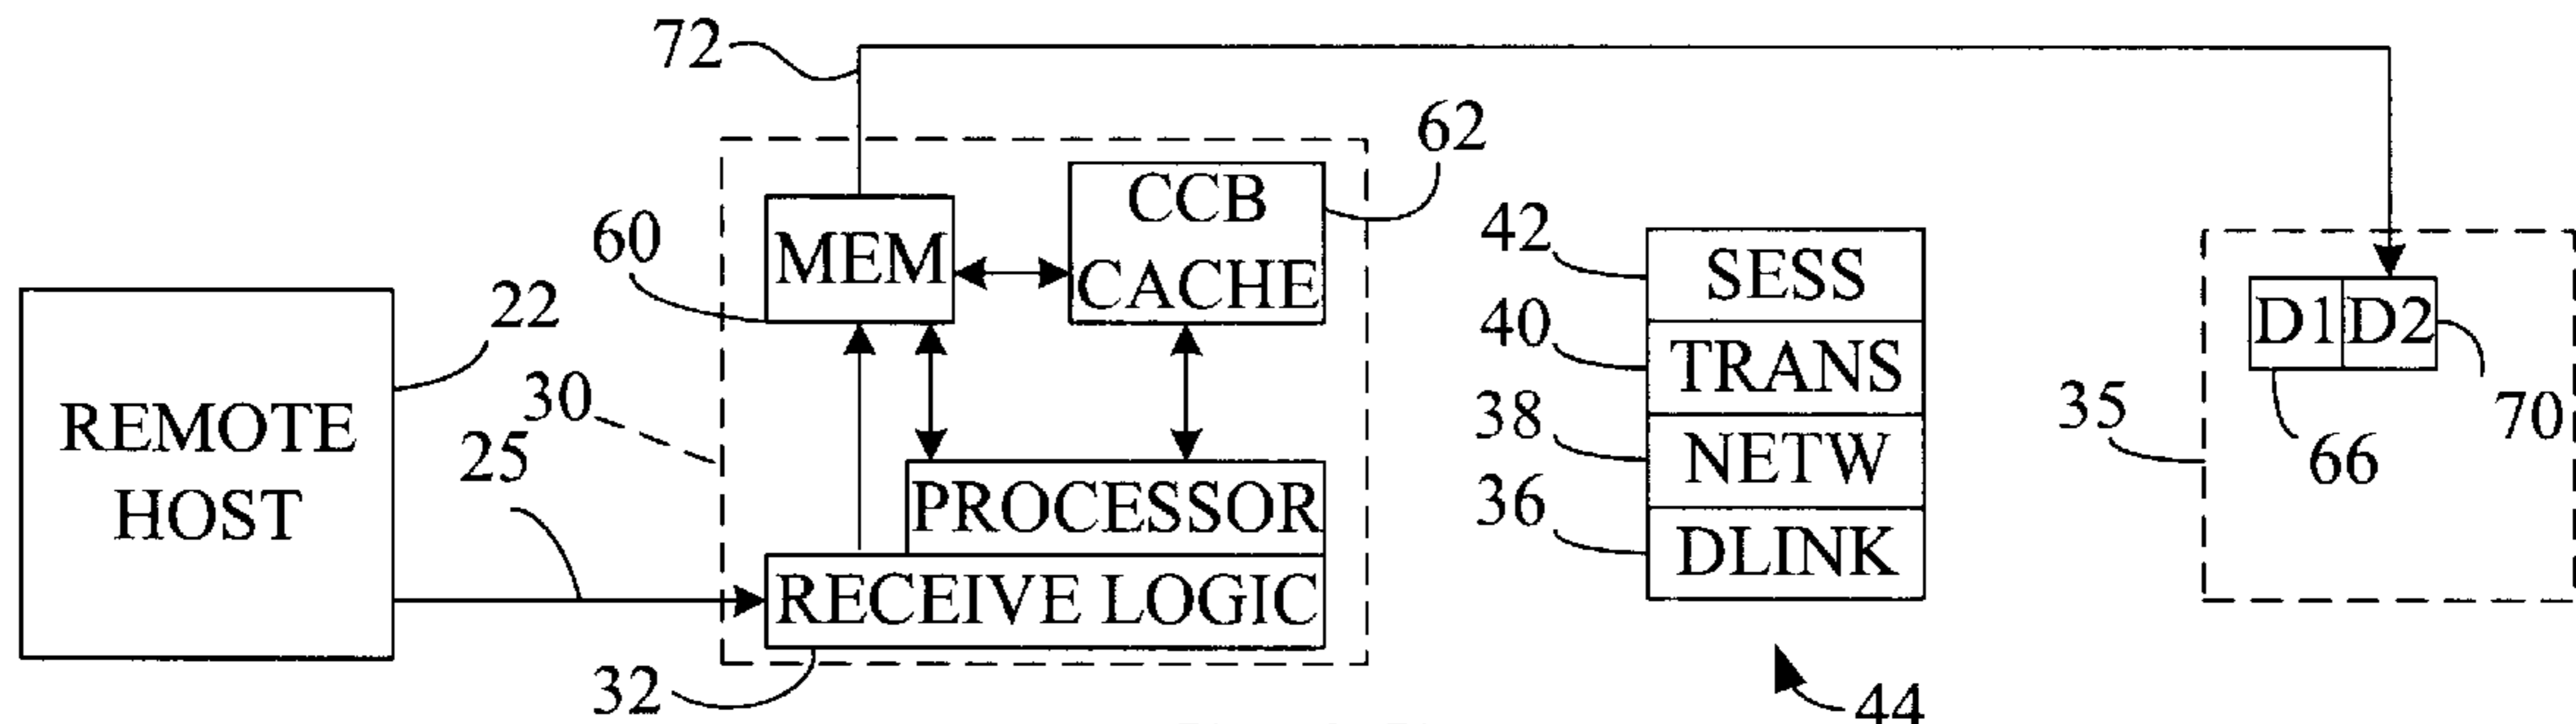 72
62
CCB
CACHE
MEM
60
42
SESS
40
TRANS
38
NETW
36
DLINK
44
D1 D2
35
66
70
22
REMOTE
HOST
30
25
PROCESSOR
RECEIVE LOGIC
32